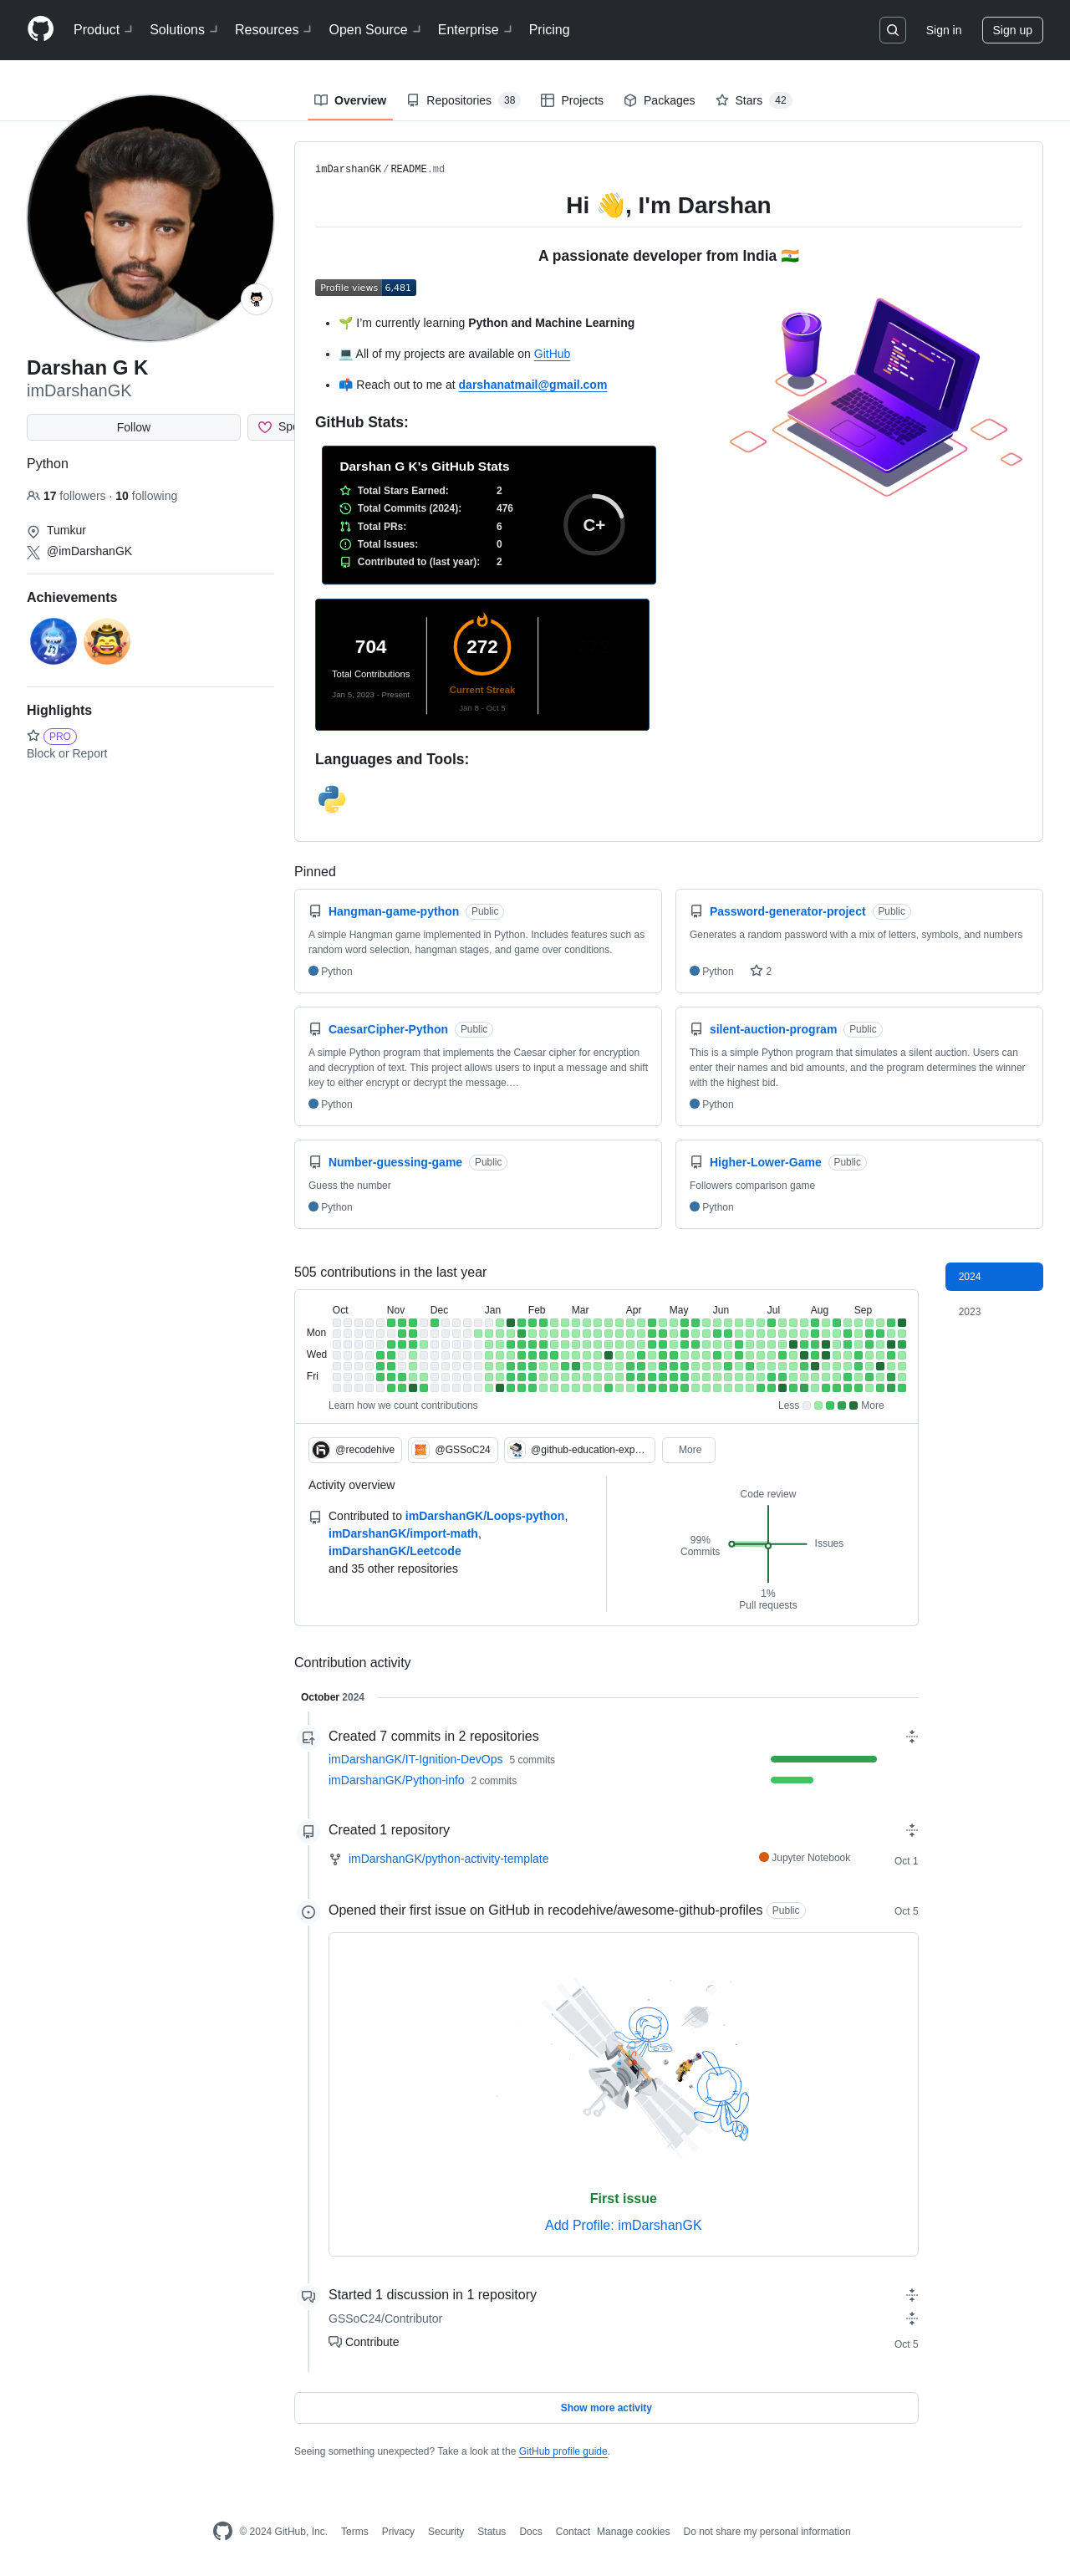 Product Solutions Resources Open Source Enterprise Pricing Sign in Sign up
Overview Repositories 38 Projects Packages Stars 42
imDarshanGK / README.md
Hi 👋, I'm Darshan
A passionate developer from India 🇮🇳
Profile views 6,481
🌱 I'm currently learning Python and Machine Learning
💻 All of my projects are available on GitHub
📫 Reach out to me at darshanatmail@gmail.com
Darshan G K
imDarshanGK
Follow
Python
17 followers · 10 following
Tumkur
@imDarshanGK
Achievements
Highlights
PRO
Block or Report
GitHub Stats:
Darshan G K's GitHub Stats
Total Stars Earned: 2
Total Commits (2024): 476
Total PRs: 6
Total Issues: 0
Contributed to (last year): 2
C+
704
Total Contributions
Jan 5, 2023 - Present
272
Current Streak
Jan 8 - Oct 5
Languages and Tools:
Pinned
Hangman-game-python Public
A simple Hangman game implemented in Python. Includes features such as
random word selection, hangman stages, and game over conditions.
Python
Password-generator-project Public
Generates a random password with a mix of letters, symbols, and numbers
Python 2
CaesarCipher-Python Public
A simple Python program that implements the Caesar cipher for encryption
and decryption of text. This project allows users to input a message and shift
key to either encrypt or decrypt the message.…
Python
silent-auction-program Public
This is a simple Python program that simulates a silent auction. Users can
enter their names and bid amounts, and the program determines the winner
with the highest bid.
Python
Number-guessing-game Public
Guess the number
Python
Higher-Lower-Game Public
Followers comparison game
Python
505 contributions in the last year
2024
2023
Oct Nov Dec Jan Feb Mar Apr May Jun Jul Aug Sep
Mon
Wed
Fri
Learn how we count contributions
Less More
@recodehive @GSSoC24 @github-education-exp… More
Activity overview
Contributed to imDarshanGK/Loops-python,
imDarshanGK/import-math,
imDarshanGK/Leetcode
and 35 other repositories
Code review
99%
Commits
Issues
1%
Pull requests
Contribution activity
October 2024
Created 7 commits in 2 repositories
imDarshanGK/IT-Ignition-DevOps 5 commits
imDarshanGK/Python-info 2 commits
Created 1 repository
imDarshanGK/python-activity-template Jupyter Notebook Oct 1
Opened their first issue on GitHub in recodehive/awesome-github-profiles Public Oct 5
First issue
Add Profile: imDarshanGK
Started 1 discussion in 1 repository
GSSoC24/Contributor
Contribute Oct 5
Show more activity
Seeing something unexpected? Take a look at the GitHub profile guide.
© 2024 GitHub, Inc. Terms Privacy Security Status Docs Contact Manage cookies Do not share my personal information